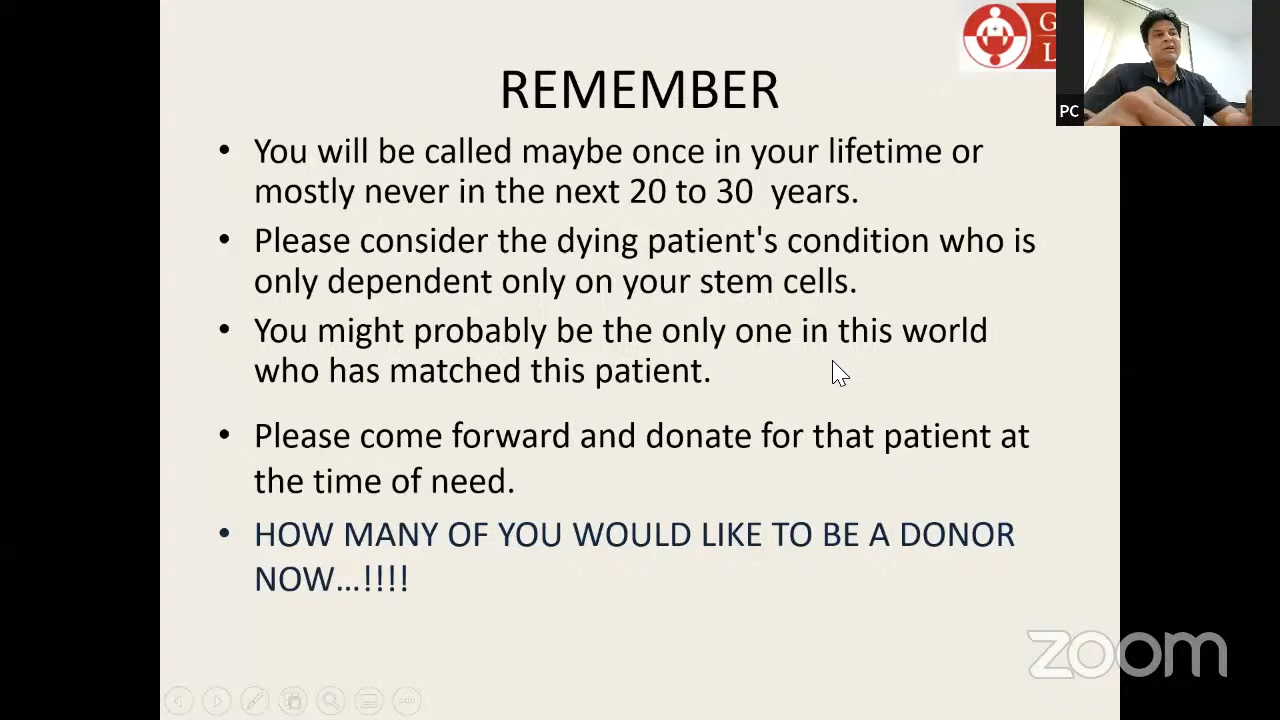 G
L
PC
REMEMBER
• You will be called maybe once in your lifetime or
mostly never in the next 20 to 30  years.
• Please consider the dying patient's condition who is
only dependent only on your stem cells.
• You might probably be the only one in this world
who has matched this patient.
• Please come forward and donate for that patient at
the time of need.
• HOW MANY OF YOU WOULD LIKE TO BE A DONOR
NOW...!!!!
zoom